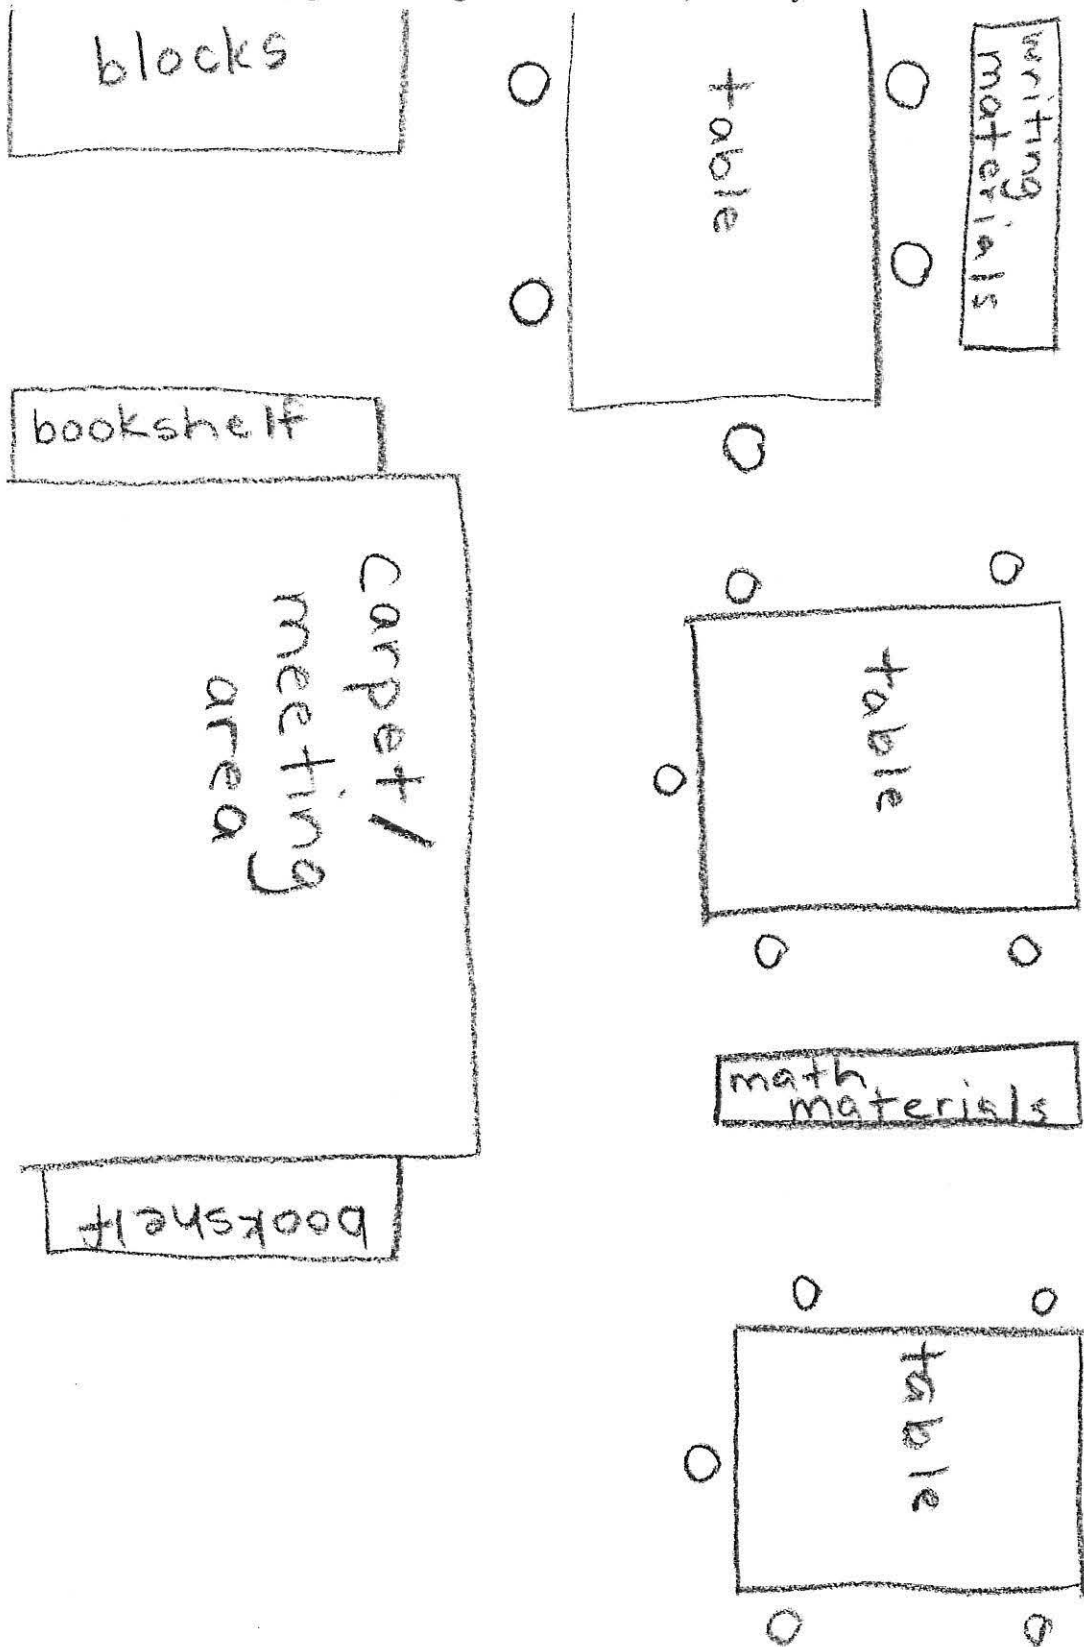 blocks
table
writing
materials
bookshelf
carpet/
meeting
area
table
math
materials
bookshelf
table